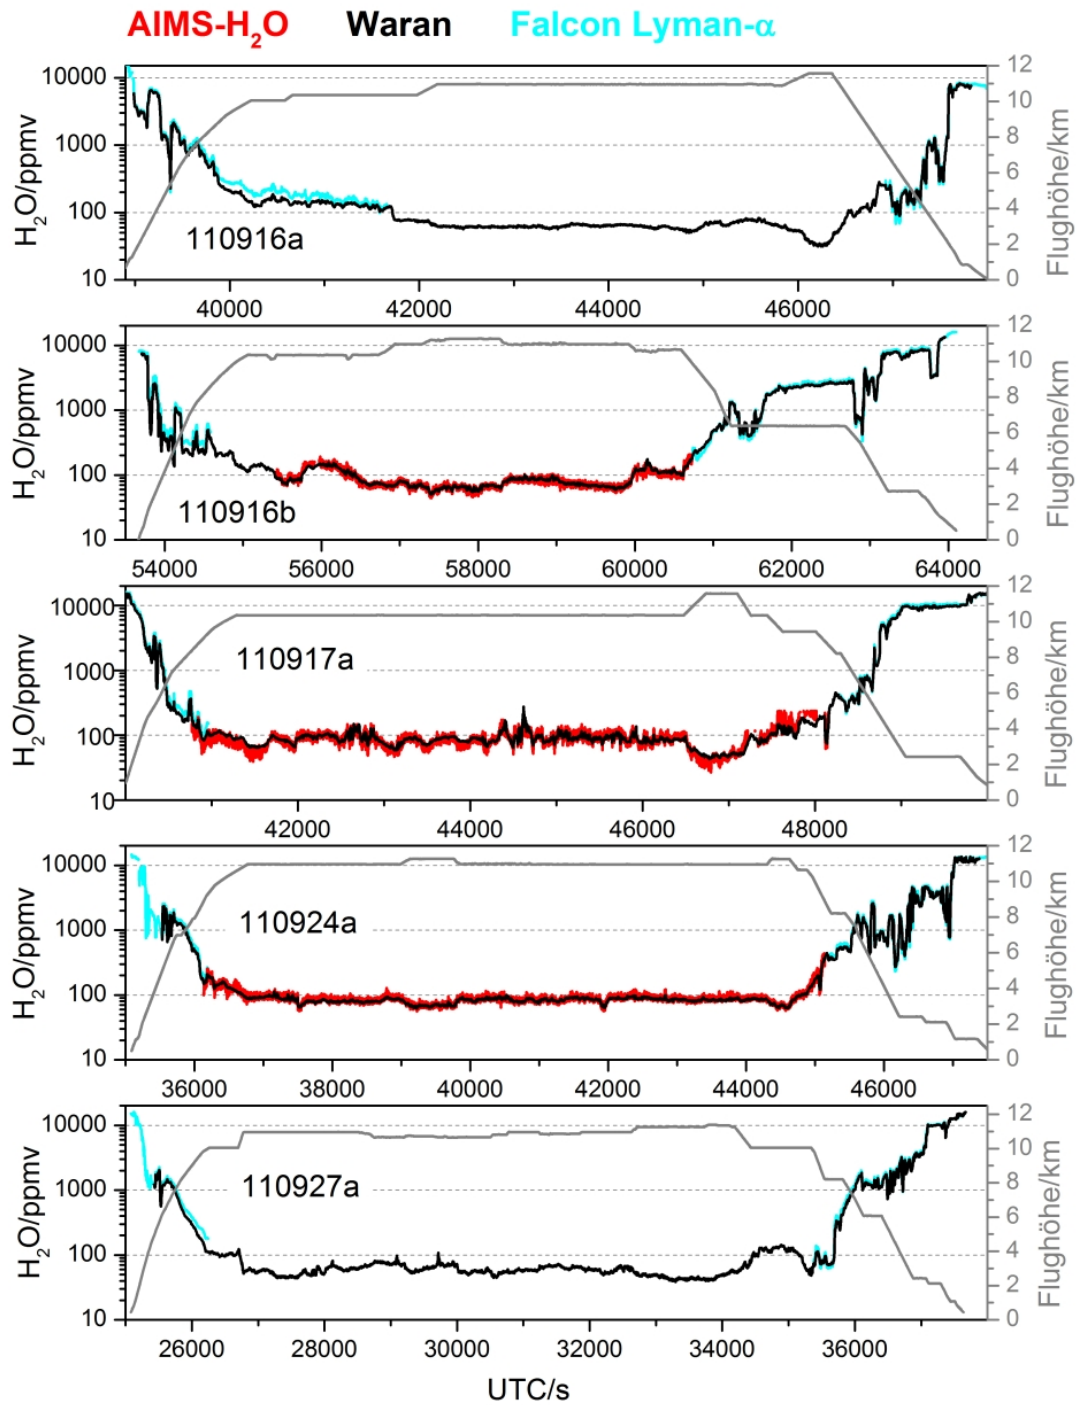 AIMS-H₂O Waran Falcon Lyman-α
10000 1000 100 10
H₂O/ppmv
110916a
12 10 8 6 4 2 0
Flughöhe/km
40000 42000 44000 46000
10000 1000 100 10
H₂O/ppmv
110916b
12 10 8 6 4 2 0
Flughöhe/km
54000 56000 58000 60000 62000 64000
10000 1000 100 10
H₂O/ppmv
110917a
12 10 8 6 4 2 0
Flughöhe/km
42000 44000 46000 48000
10000 1000 100 10
H₂O/ppmv
110924a
12 10 8 6 4 2 0
Flughöhe/km
36000 38000 40000 42000 44000 46000
10000 1000 100 10
H₂O/ppmv
110927a
12 10 8 6 4 2 0
Flughöhe/km
26000 28000 30000 32000 34000 36000
UTC/s